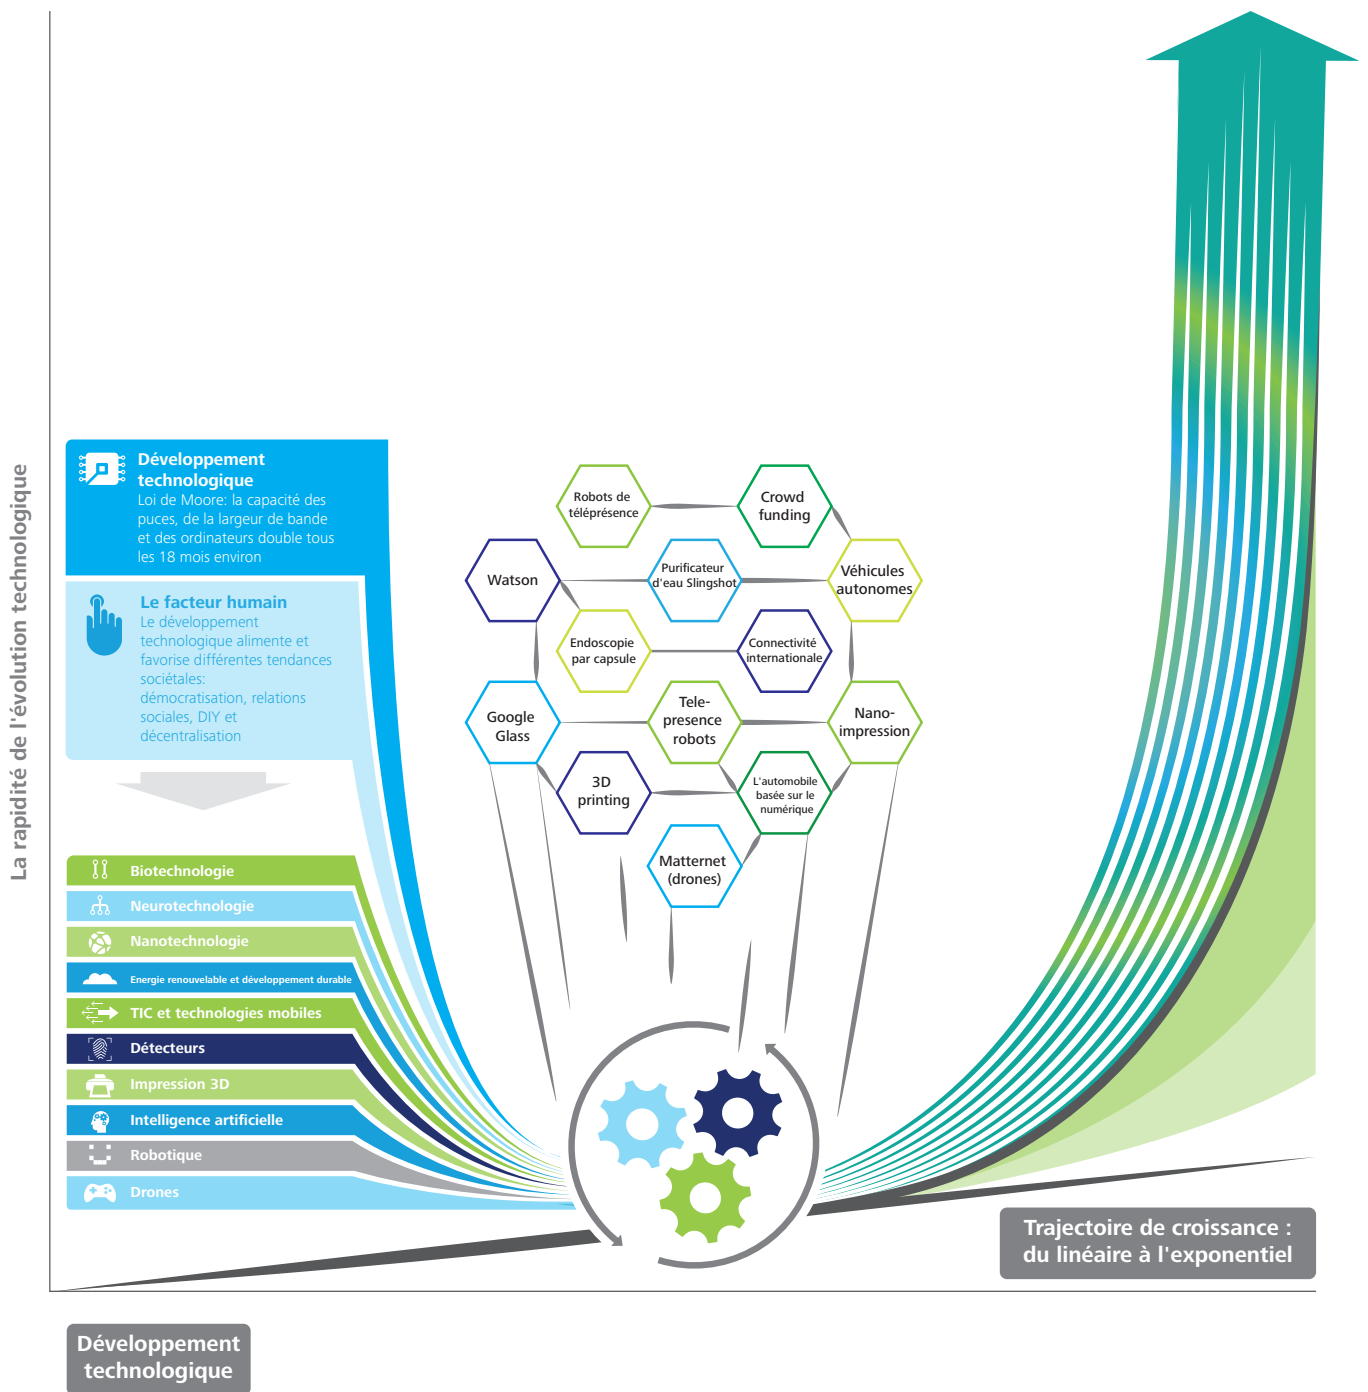 La rapidité de l'évolution technologique
Développement
technologique
Loi de Moore: la capacité des
puces, de la largeur de bande
et des ordinateurs double tous
les 18 mois environ
Le facteur humain
Le développement
technologique alimente et
favorise différentes tendances
sociétales:
démocratisation, relations
sociales, DIY et
décentralisation
Biotechnologie
Neurotechnologie
Nanotechnologie
Energie renouvelable et développement durable
TIC et technologies mobiles
Détecteurs
Impression 3D
Intelligence artificielle
Robotique
Drones
Robots de
téléprésence
Crowd
funding
Watson
Purificateur
d'eau Slingshot
Véhicules
autonomes
Endoscopie
par capsule
Connectivité
internationale
Google
Glass
Tele-
presence
robots
Nano-
impression
3D
printing
L'automobile
basée sur le
numérique
Matternet
(drones)
Trajectoire de croissance :
du linéaire à l'exponentiel
Développement
technologique